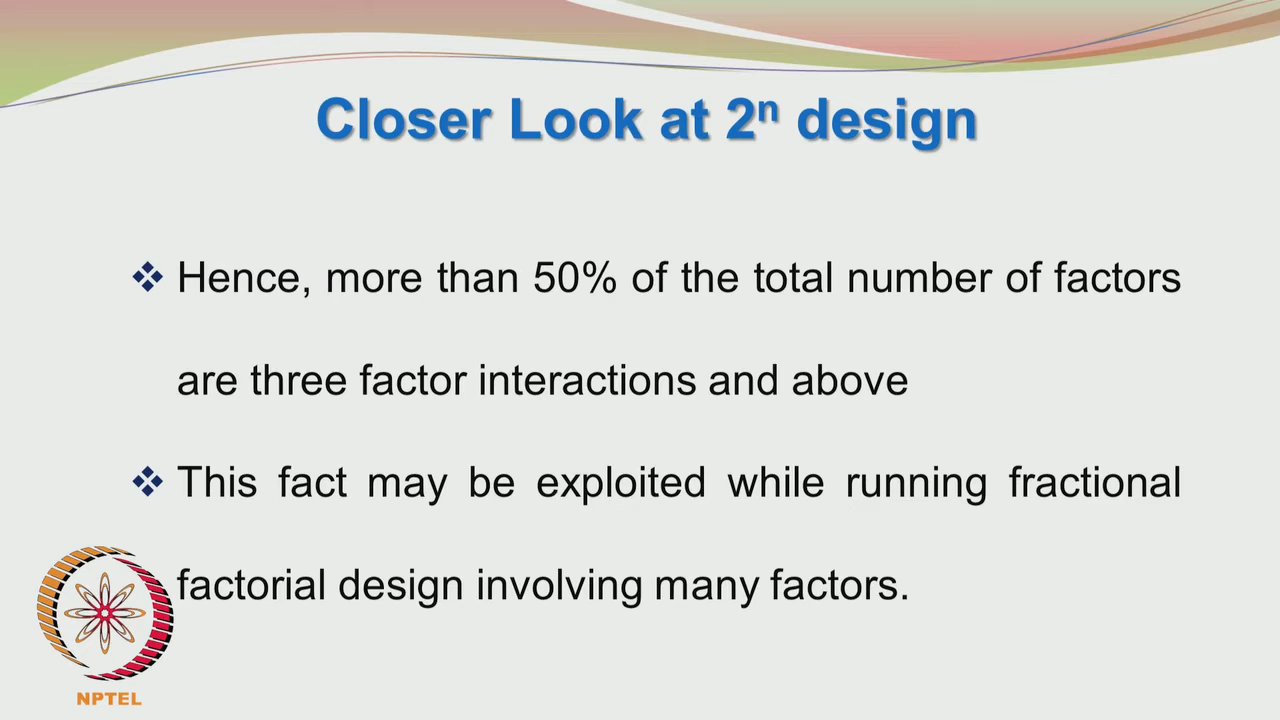 Closer Look at 2ⁿ design
❖ Hence, more than 50% of the total number of factors
are three factor interactions and above
❖ This fact may be exploited while running fractional
factorial design involving many factors.
NPTEL